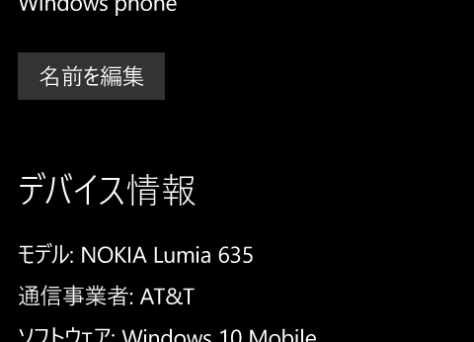 Windows phone
名前を編集
デバイス情報
モデル: NOKIA Lumia 635
通信事業者: AT&T
ソフトウェア: Windows 10 Mobile